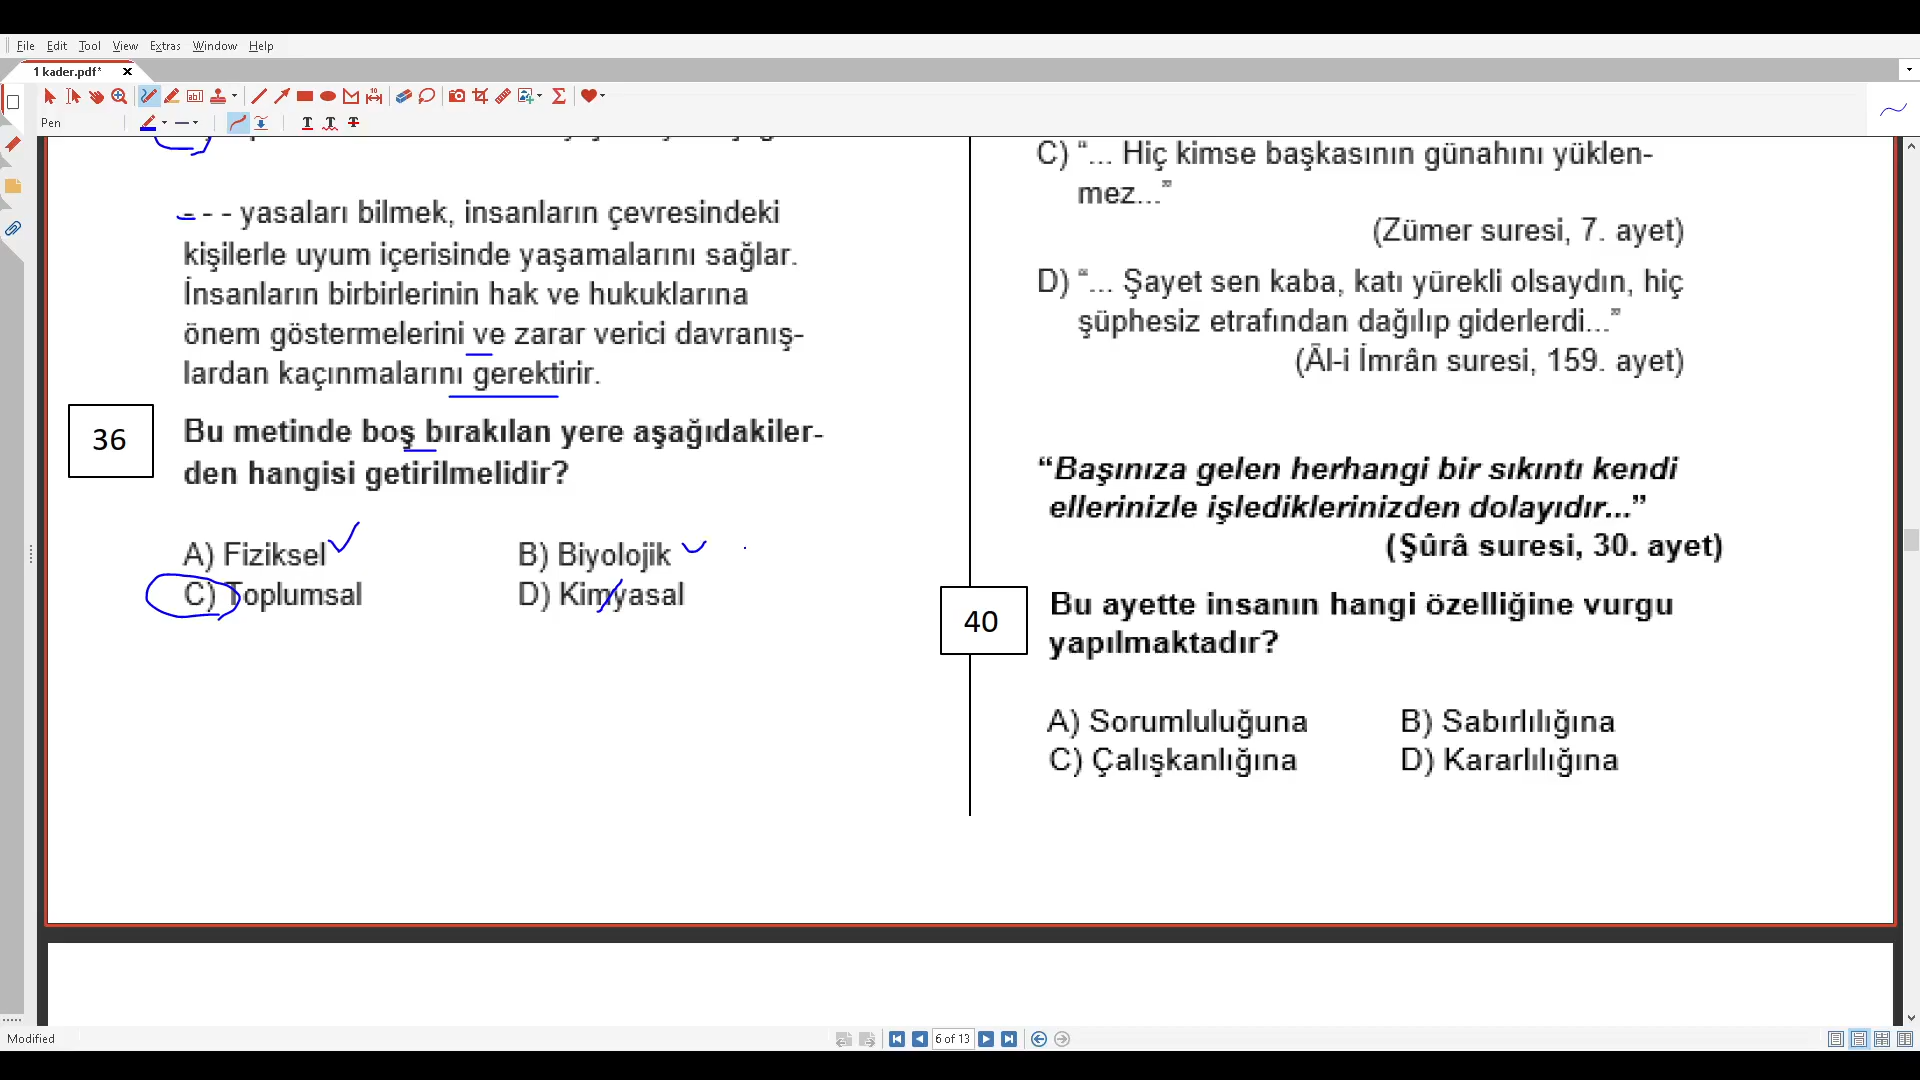 File Edit Tool View Extras Window Help
1 kader.pdf*
Pen
- - - yasaları bilmek, insanların çevresindeki
kişilerle uyum içerisinde yaşamalarını sağlar.
İnsanların birbirlerinin hak ve hukuklarına
önem göstermelerini ve zarar verici davranış-
lardan kaçınmalarını gerektirir.
36
Bu metinde boş bırakılan yere aşağıdakiler-
den hangisi getirilmelidir?
A) Fiziksel B) Biyolojik
C) Toplumsal D) Kimyasal
C) “... Hiç kimse başkasının günahını yüklen-
mez...”
(Zümer suresi, 7. ayet)
D) “... Şayet sen kaba, katı yürekli olsaydın, hiç
şüphesiz etrafından dağılıp giderlerdi...”
(Âl-i İmrân suresi, 159. ayet)
“Başınıza gelen herhangi bir sıkıntı kendi
ellerinizle işlediklerinizden dolayıdır...”
(Şûrâ suresi, 30. ayet)
40
Bu ayette insanın hangi özelliğine vurgu
yapılmaktadır?
A) Sorumluluğuna B) Sabırlılığına
C) Çalışkanlığına D) Kararlılığına
Modified
6 of 13